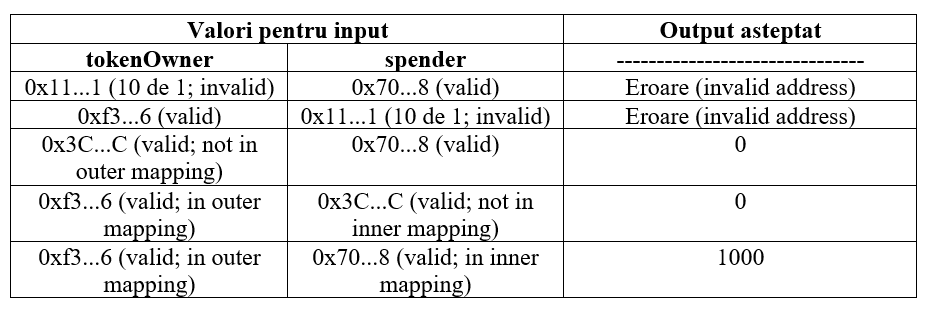 Valori pentru input Output asteptat
tokenOwner spender --------------------------------
0x11...1 (10 de 1; invalid) 0x70...8 (valid) Eroare (invalid address)
0xf3...6 (valid) 0x11...1 (10 de 1; invalid) Eroare (invalid address)
0x3C...C (valid; not in 0x70...8 (valid) 0
outer mapping)
0xf3...6 (valid; in outer 0x3C...C (valid; not in 0
mapping) inner mapping)
0xf3...6 (valid; in outer 0x70...8 (valid; in inner 1000
mapping) mapping)